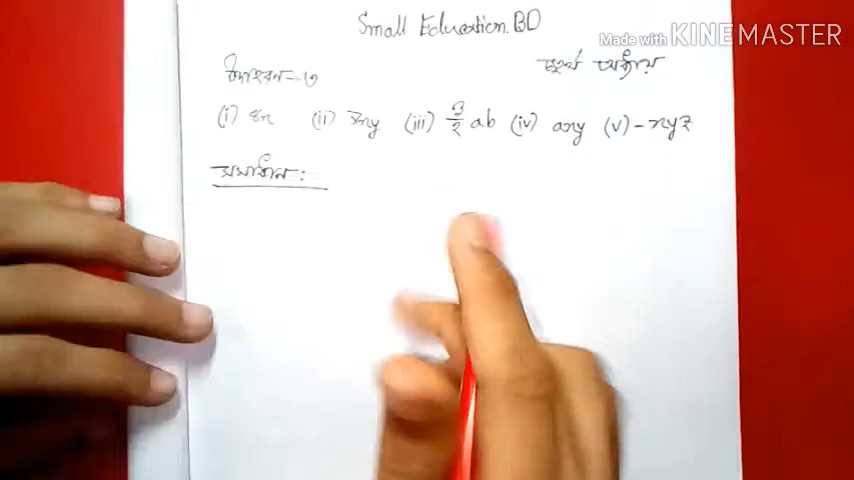 Small Education.BD
Made with KINEMASTER
উদাহরণ-৩ চতুর্থ অধ্যায়
(i) 8x (ii) 7xy (iii) 3/2 ab (iv) axy (v) -xyz
সমাধান: